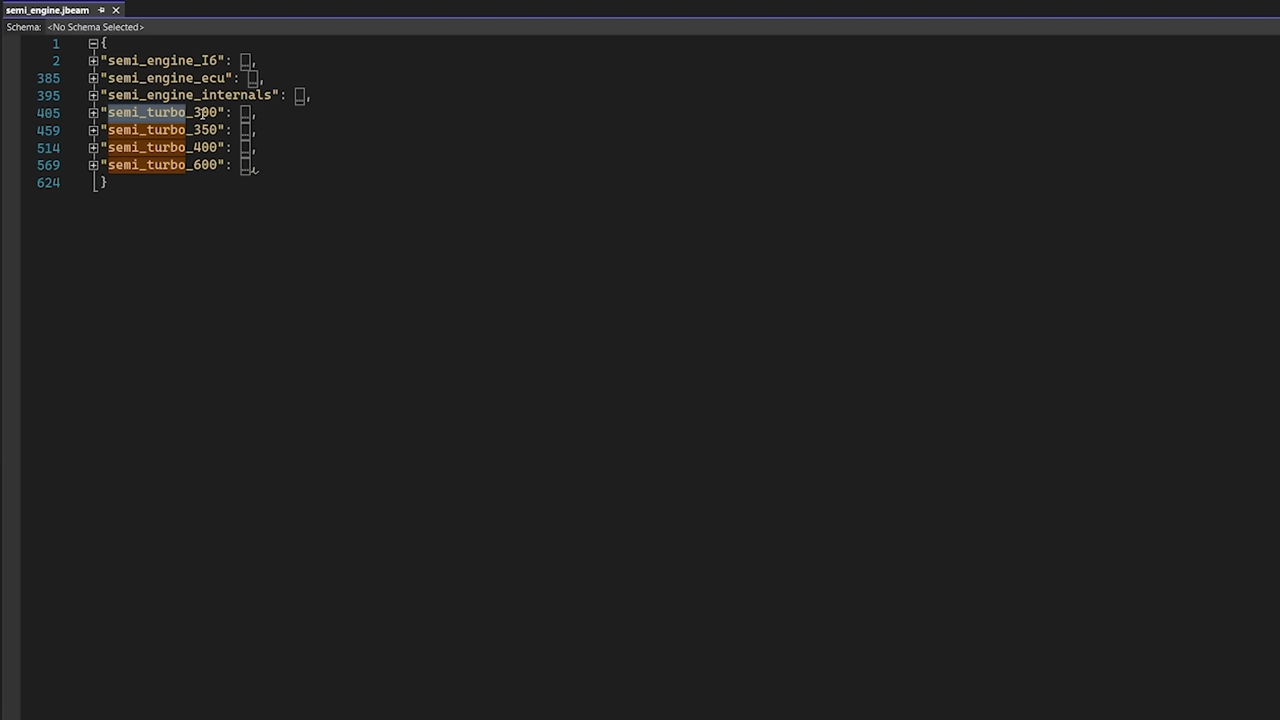 semi_engine.jbeam
Schema: <No Schema Selected>
1 {
2 "semi_engine_I6": ...,
385 "semi_engine_ecu": ...,
395 "semi_engine_internals": ...,
405 "semi_turbo_300": ...,
459 "semi_turbo_350": ...,
514 "semi_turbo_400": ...,
569 "semi_turbo_600": ...,
624 }